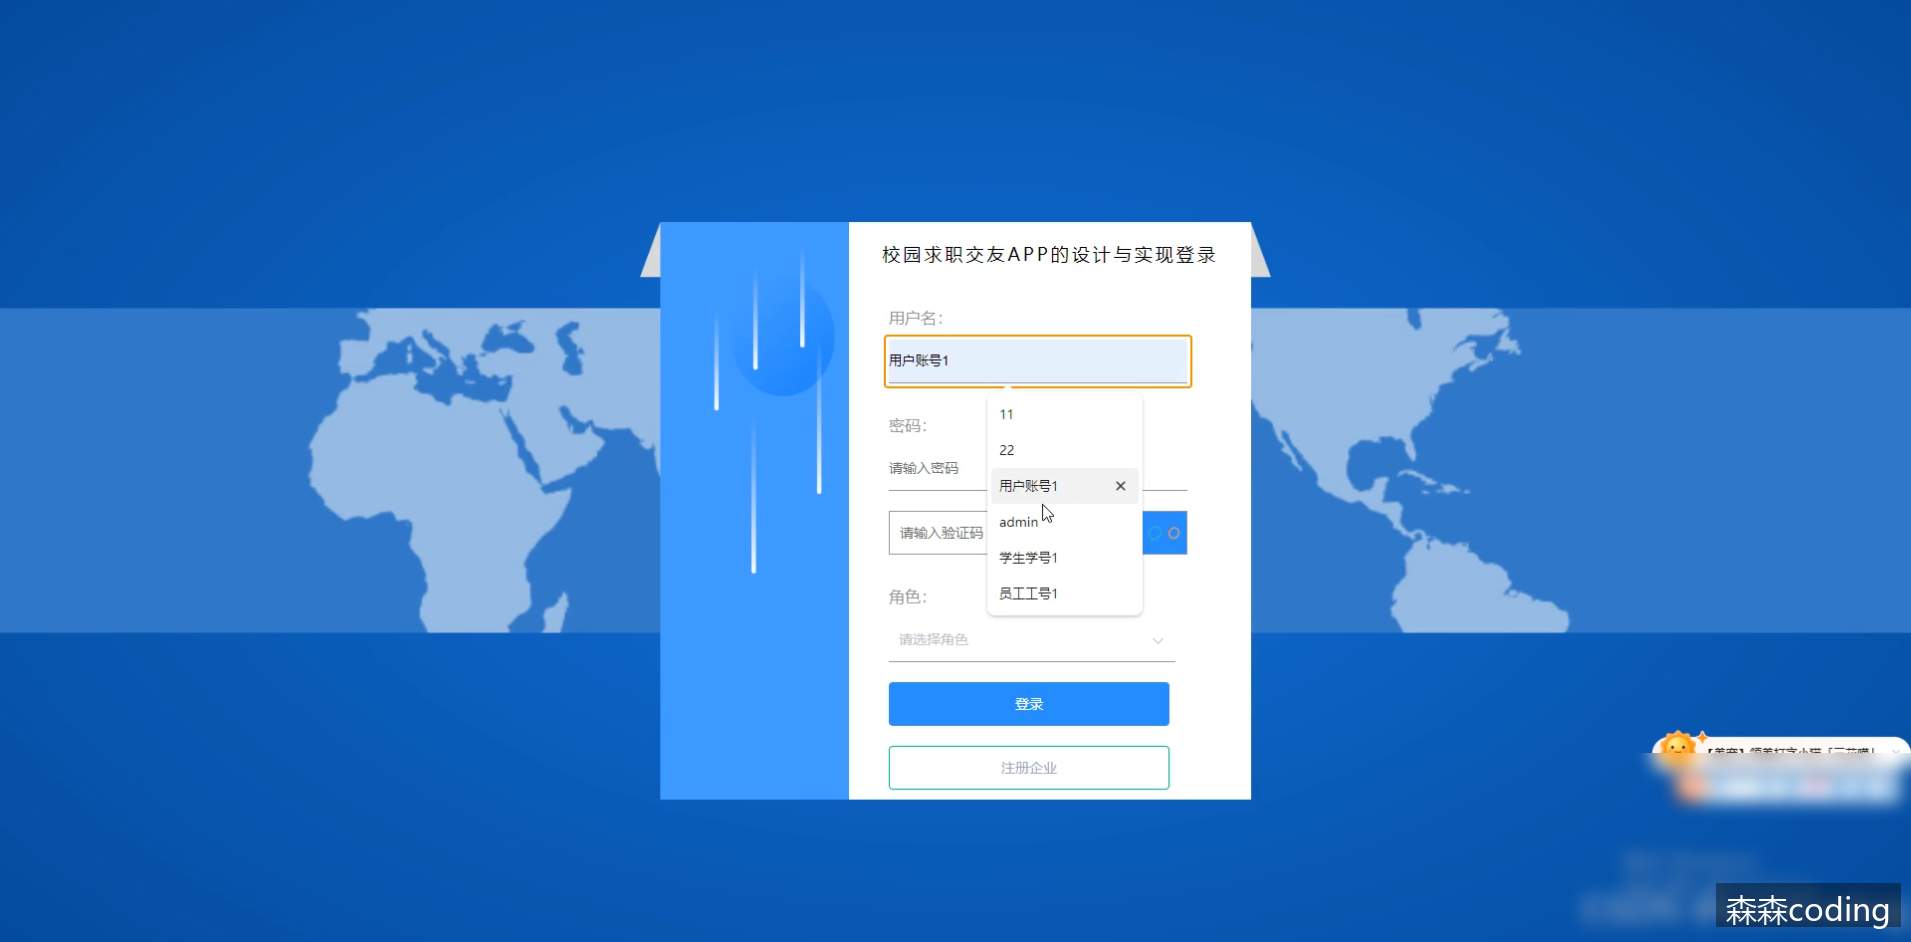 校园求职交友APP的设计与实现登录
用户名：
用户账号1
11
密码：
22
请输入密码
用户账号1
admin
请输入验证码
学生学号1
员工工号1
角色：
请选择角色
登录
注册企业
森森coding